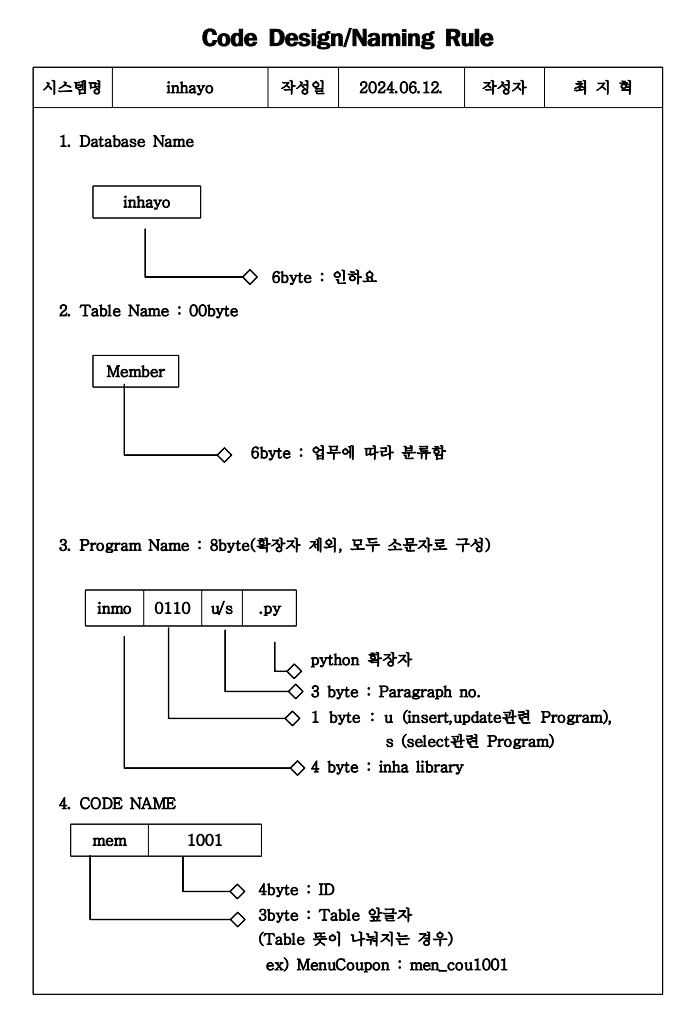 Code Design/Naming Rule
시스템명 inhayo 작성일 2024.06.12. 작성자 최 지 혁
1. Database Name
inhayo
6byte : 인하요
2. Table Name : 00byte
Member
6byte : 업무에 따라 분류함
3. Program Name : 8byte(확장자 제외, 모두 소문자로 구성)
inmo 0110 u/s .py
python 확장자
3 byte : Paragraph no.
1 byte : u (insert,update관련 Program),
s (select관련 Program)
4 byte : inha library
4. CODE NAME
mem 1001
4byte : ID
3byte : Table 앞글자
(Table 뜻이 나눠지는 경우)
ex) MenuCoupon : men_cou1001